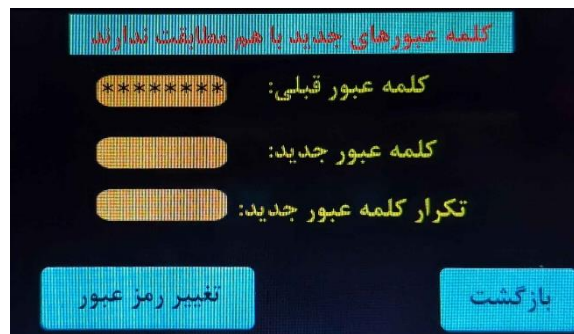 کلمه عبورهای جدید با هم مطابقت ندارند
کلمه عبور قبلی: ********
کلمه عبور جدید:
تکرار کلمه عبور جدید:
بازگشت
تغییر رمز عبور